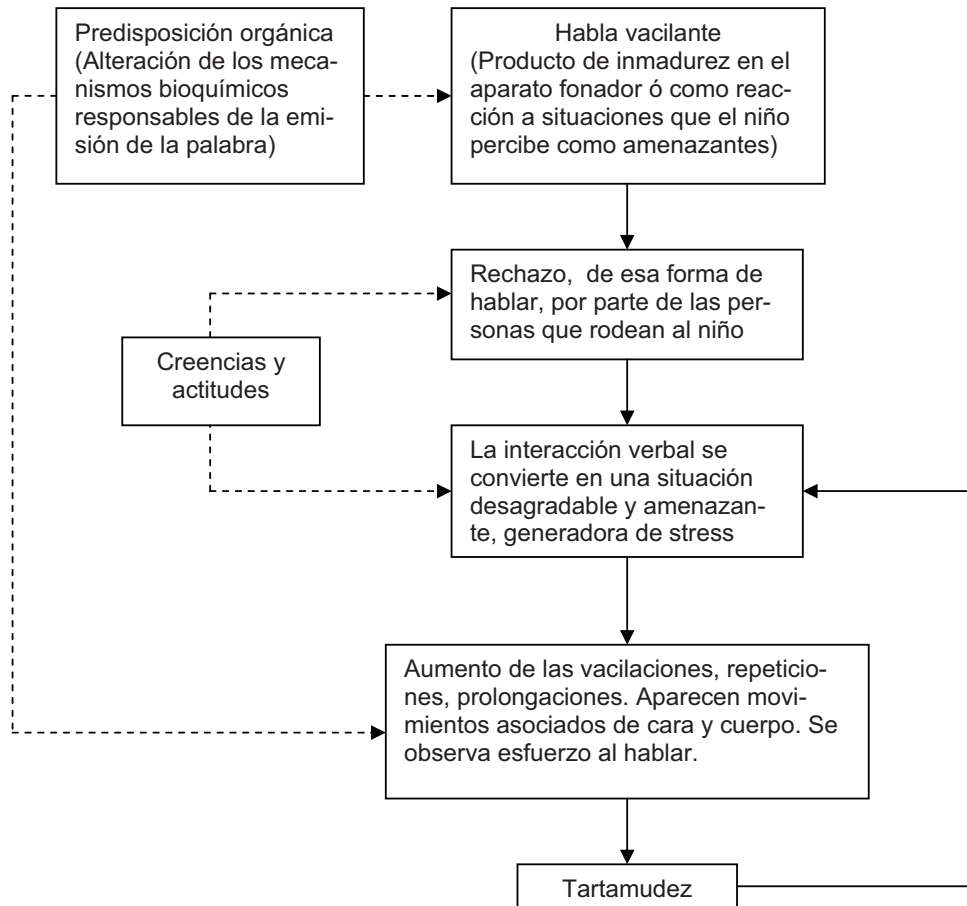 Predisposición orgánica
(Alteración de los meca-
nismos bioquímicos
responsables de la emi-
sión de la palabra)
Habla vacilante
(Producto de inmadurez en el
aparato fonador ó como reac-
ción a situaciones que el niño
percibe como amenazantes)
Rechazo,  de esa forma de
hablar, por parte de las per-
sonas que rodean al niño
Creencias y
actitudes
La interacción verbal se
convierte en una situación
desagradable y amenazan-
te, generadora de stress
Aumento de las vacilaciones, repeticio-
nes, prolongaciones. Aparecen movi-
mientos asociados de cara y cuerpo. Se
observa esfuerzo al hablar.
Tartamudez